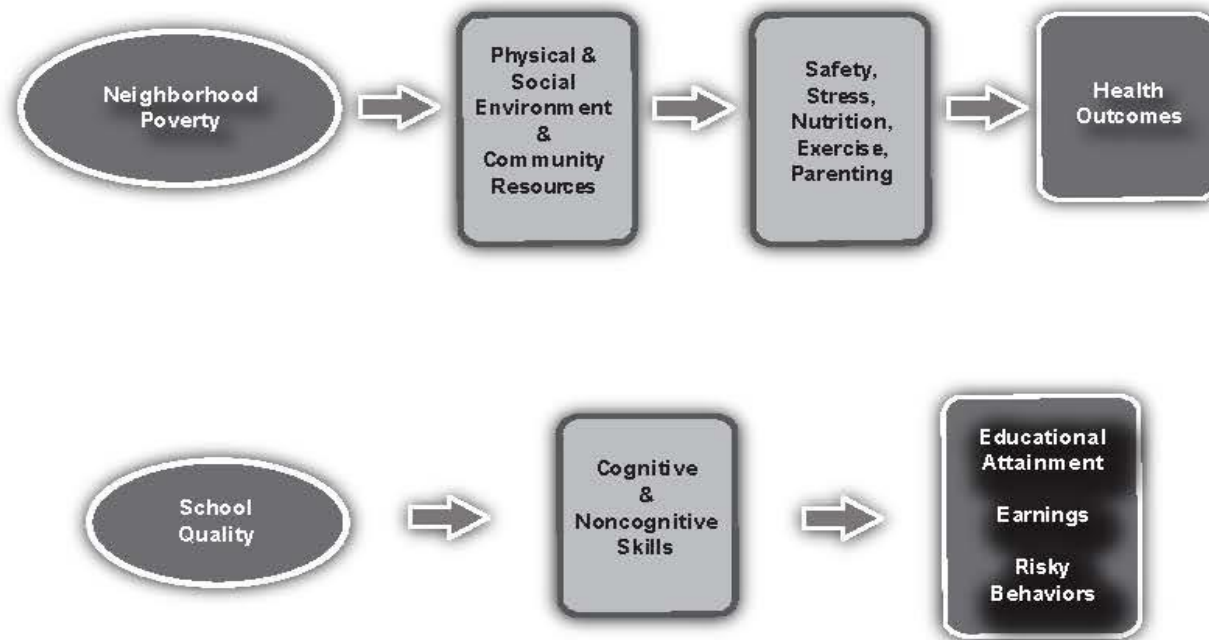 Neighborhood
Poverty
Physical &
Social
Environment
&
Community
Resources
Safety,
Stress,
Nutrition,
Exercise,
Parenting
Health
Outcomes
School
Quality
Cognitive
&
Noncognitive
Skills
Educational
Attainment
Earnings
Risky
Behaviors